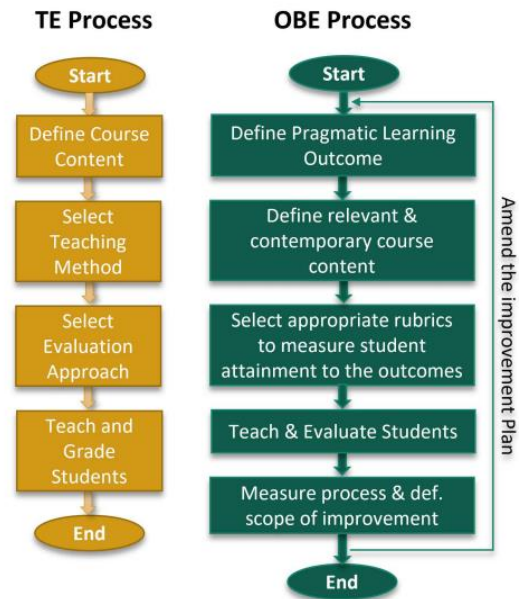 TE Process
Start
Define Course
Content
Select
Teaching
Method
Select
Evaluation
Approach
Teach and
Grade
Students
End
OBE Process
Start
Define Pragmatic Learning
Outcome
Define relevant &
contemporary course
content
Select appropriate rubrics
to measure student
attainment to the outcomes
Teach & Evaluate Students
Measure process & def.
scope of improvement
End
Amend the improvement Plan